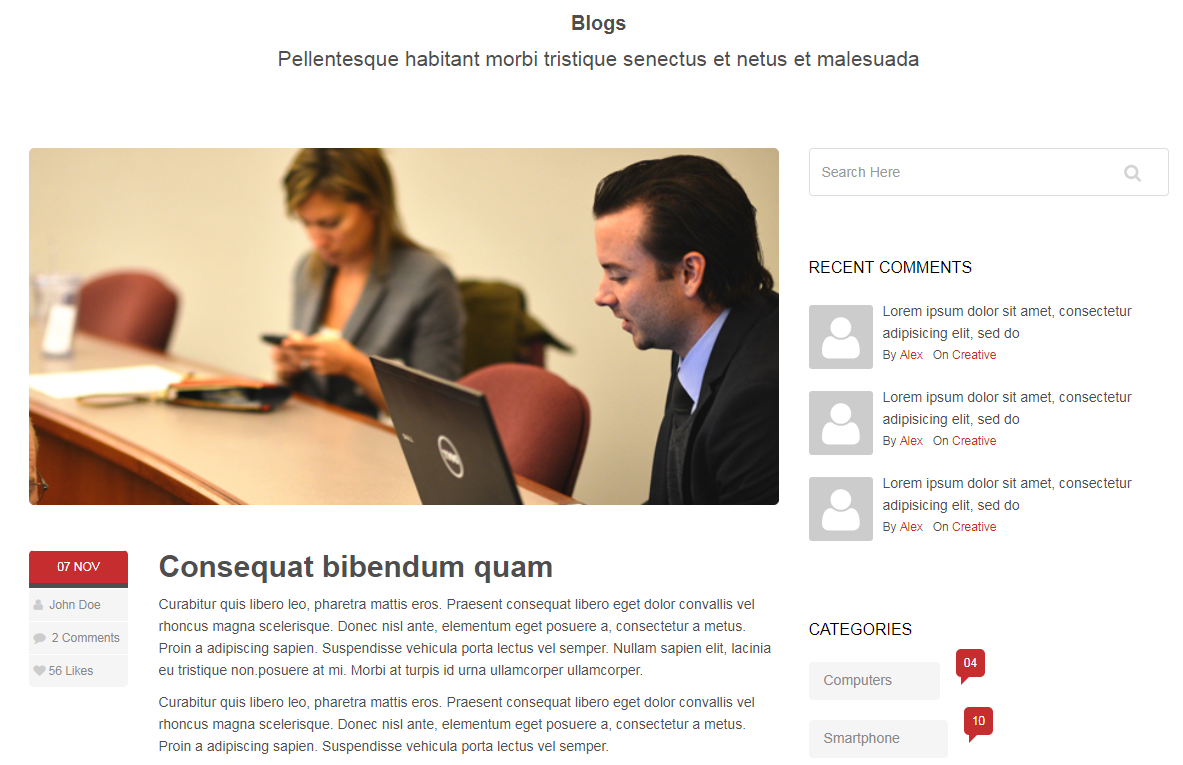 Blogs
Pellentesque habitant morbi tristique senectus et netus et malesuada
Search Here
DELL
RECENT COMMENTS
Lorem ipsum dolor sit amet, consectetur
adipisicing elit, sed do
By Alex On Creative
Lorem ipsum dolor sit amet, consectetur
adipisicing elit, sed do
By Alex On Creative
Lorem ipsum dolor sit amet, consectetur
adipisicing elit, sed do
By Alex On Creative
07 NOV
John Doe
2 Comments
56 Likes
Consequat bibendum quam
Curabitur quis libero leo, pharetra mattis eros. Praesent consequat libero eget dolor convallis vel
rhoncus magna scelerisque. Donec nisl ante, elementum eget posuere a, consectetur a metus.
Proin a adipiscing sapien. Suspendisse vehicula porta lectus vel semper. Nullam sapien elit, lacinia
eu tristique non.posuere at mi. Morbi at turpis id urna ullamcorper ullamcorper.
Curabitur quis libero leo, pharetra mattis eros. Praesent consequat libero eget dolor convallis vel
rhoncus magna scelerisque. Donec nisl ante, elementum eget posuere a, consectetur a metus.
Proin a adipiscing sapien. Suspendisse vehicula porta lectus vel semper.
CATEGORIES
Computers
04
Smartphone
10